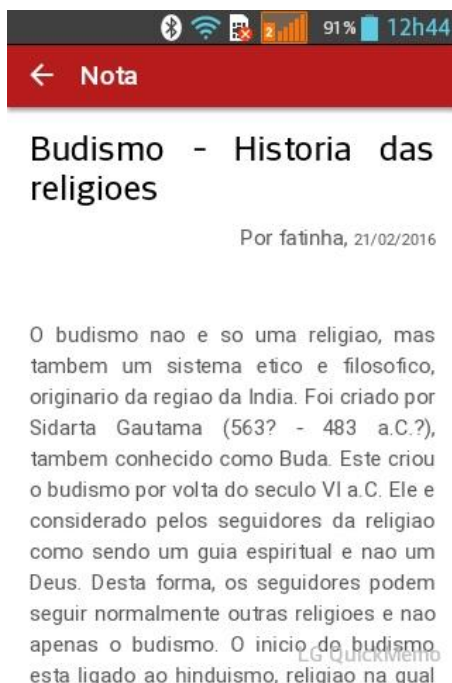 2 91% 12h44
← Nota
Budismo - Historia das
religioes
Por fatinha, 21/02/2016
O budismo nao e so uma religiao, mas
tambem um sistema etico e filosofico,
originario da regiao da India. Foi criado por
Sidarta Gautama (563? - 483 a.C.?),
tambem conhecido como Buda. Este criou
o budismo por volta do seculo VI a.C. Ele e
considerado pelos seguidores da religiao
como sendo um guia espiritual e nao um
Deus. Desta forma, os seguidores podem
seguir normalmente outras religioes e nao
apenas o budismo. O inicio do budismo
LG QuickMemo
esta ligado ao hinduismo, religiao na qual